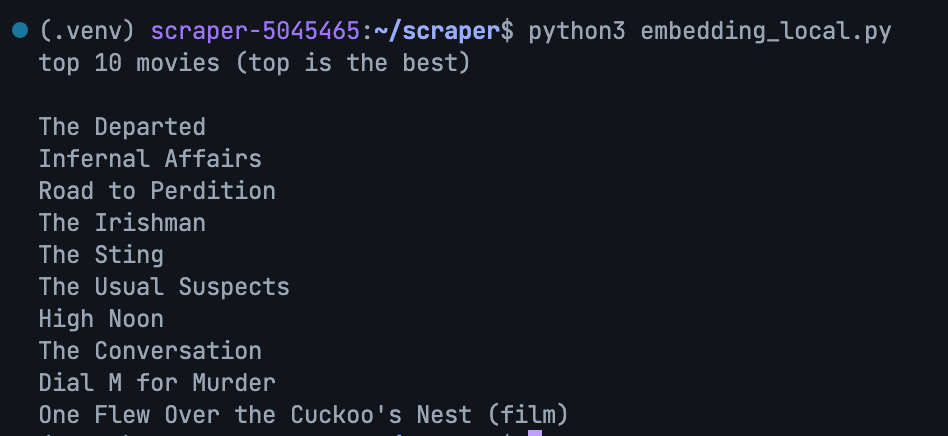 (.venv) scraper-5045465:~/scraper$ python3 embedding_local.py
top 10 movies (top is the best)
The Departed
Infernal Affairs
Road to Perdition
The Irishman
The Sting
The Usual Suspects
High Noon
The Conversation
Dial M for Murder
One Flew Over the Cuckoo's Nest (film)